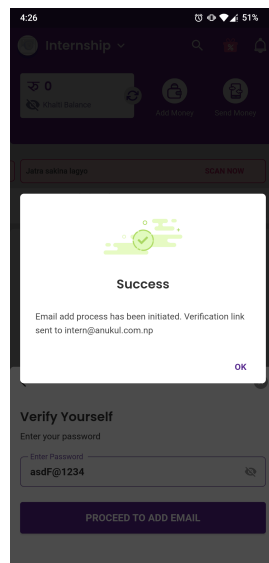 4:26
51%
Internship
रु 0
Khalti Balance
Add Money
Send Money
Jatra sakina lagyo
SCAN NOW
Success
Email add process has been initiated. Verification link
sent to intern@anukul.com.np
OK
Verify Yourself
Enter your password
Enter Password
asdF@1234
PROCEED TO ADD EMAIL